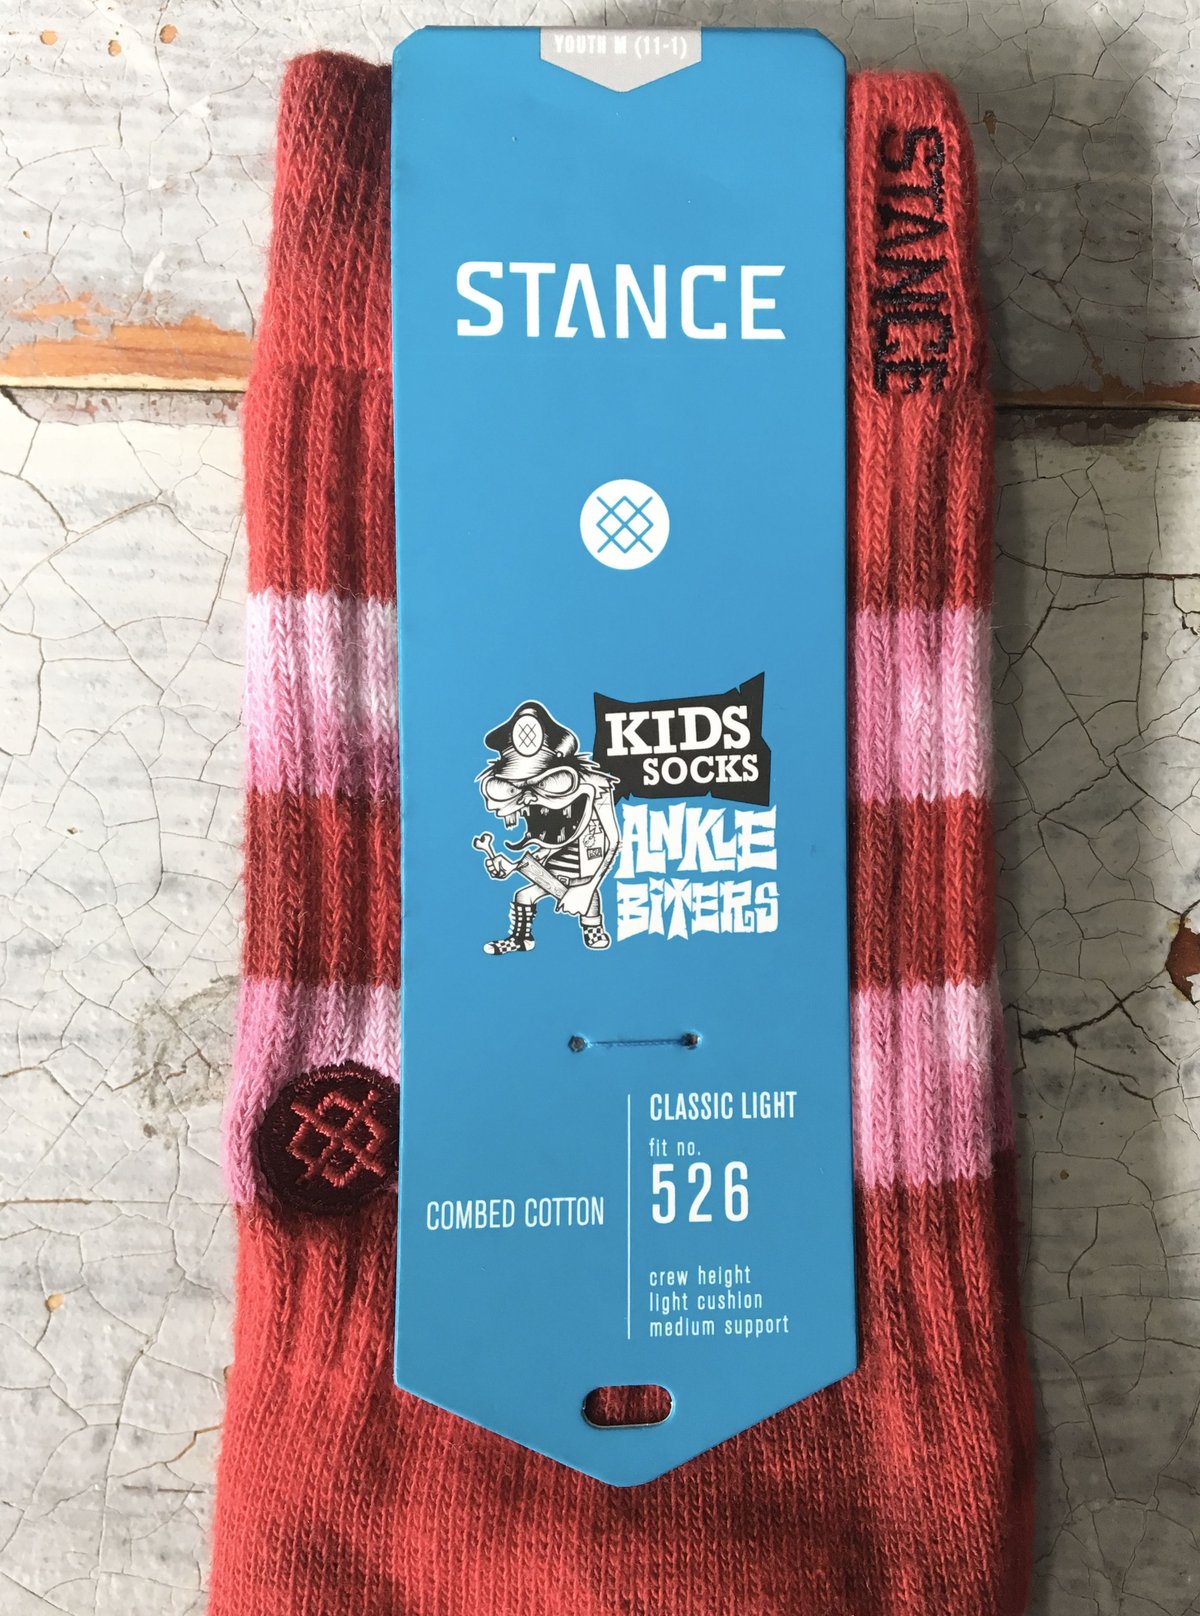 YOUTH M (11-1)
STANCE
STANCE
KIDS
SOCKS
ANKLE
BITERS
COMBED COTTON
CLASSIC LIGHT
fit no.
526
crew height
light cushion
medium support